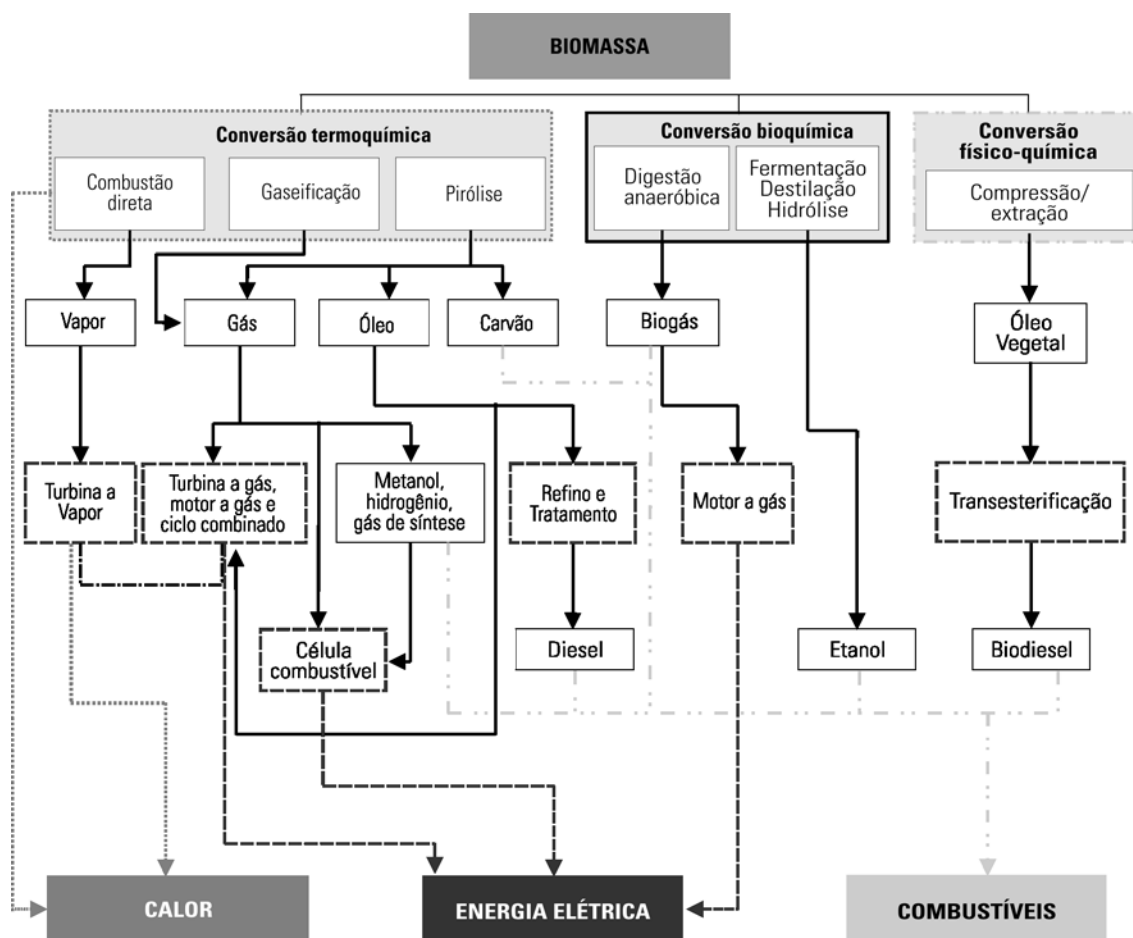 BIOMASSA
Conversão termoquímica
Combustão
direta
Gaseificação
Pirólise
Conversão bioquímica
Digestão
anaeróbica
Fermentação
Destilação
Hidrólise
Conversão
físico-química
Compressão/
extração
Vapor
Gás
Óleo
Carvão
Biogás
Óleo
Vegetal
Turbina a
Vapor
Turbina a gás,
motor a gás e
ciclo combinado
Metanol,
hidrogênio,
gás de síntese
Refino e
Tratamento
Motor a gás
Transesterificação
Célula
combustível
Diesel
Etanol
Biodiesel
CALOR
ENERGIA ELÉTRICA
COMBUSTÍVEIS